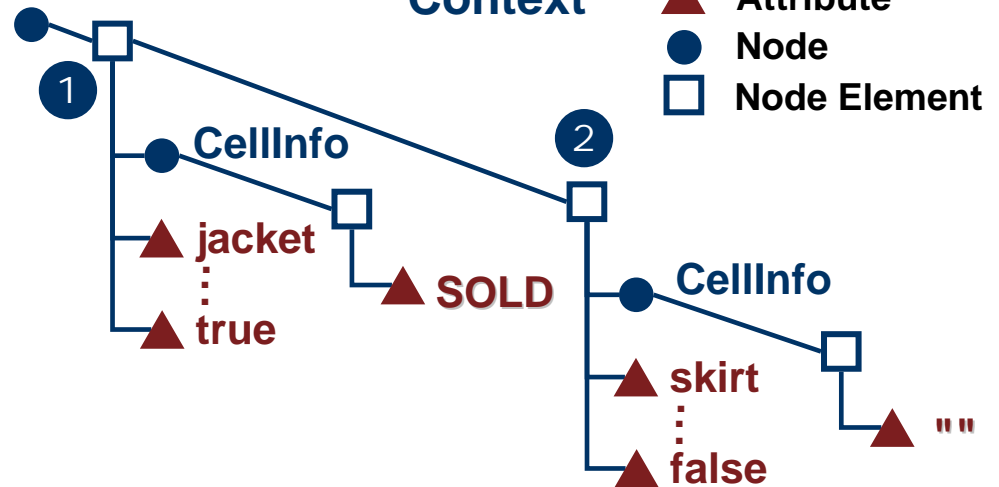 Context
Attribute
Node
Node Element
1
CellInfo
2
jacket
SOLD
true
CellInfo
skirt
""
false